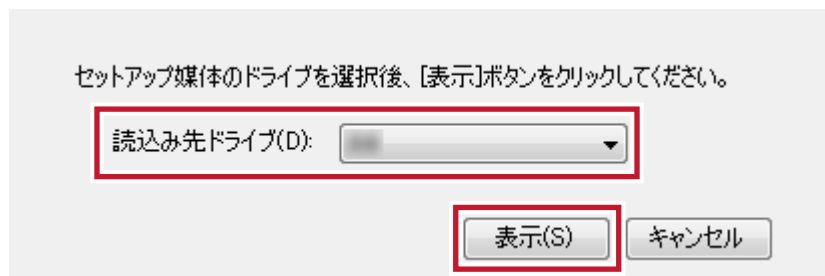 セットアップ媒体のドライブを選択後、[表示]ボタンをクリックしてください。
読込み先ドライブ(D):
表示(S) キャンセル